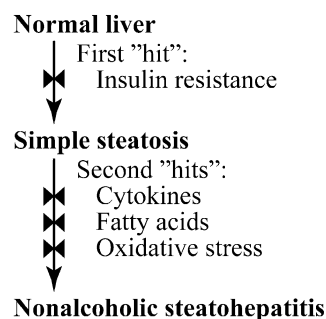 Normal liver
First ”hit”:
Insulin resistance
Simple steatosis
Second ”hits”:
Cytokines
Fatty acids
Oxidative stress
Nonalcoholic steatohepatitis